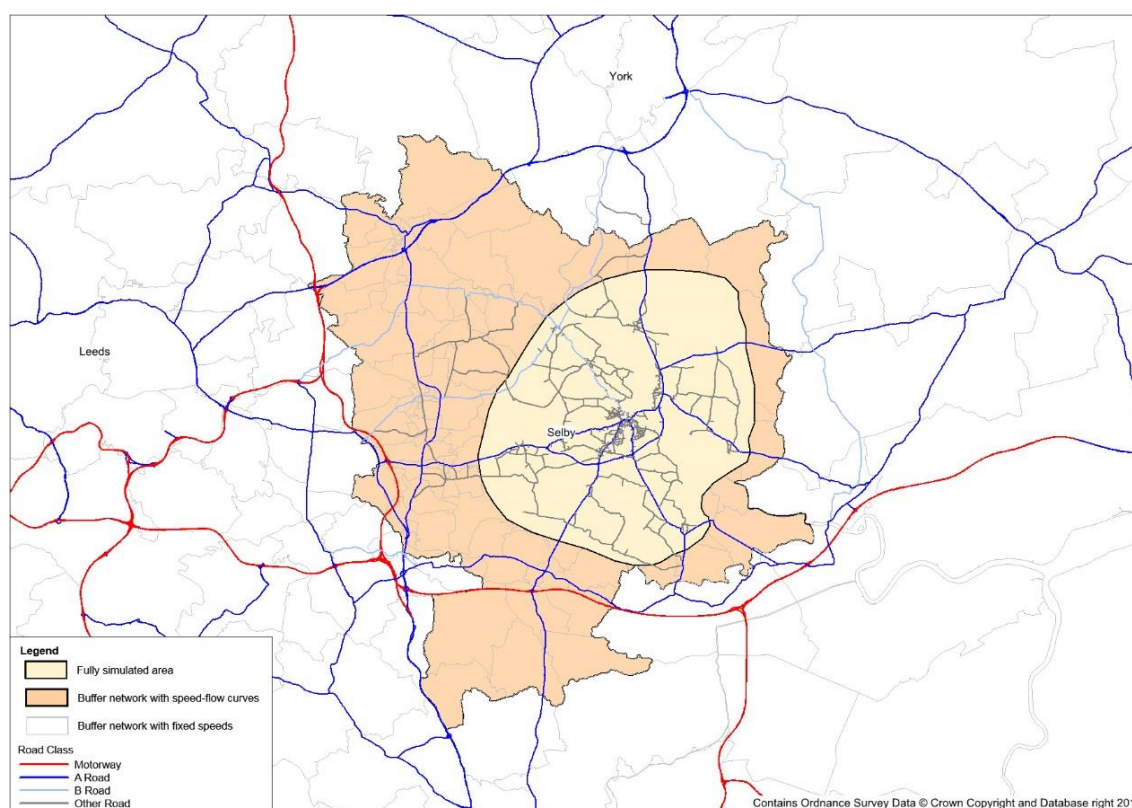 York
Leeds
Selby
Legend
Fully simulated area
Buffer network with speed-flow curves
Buffer network with fixed speeds
Road Class
Motorway
A Road
B Road
Other Road
Contains Ordnance Survey Data © Crown Copyright and Database right 20